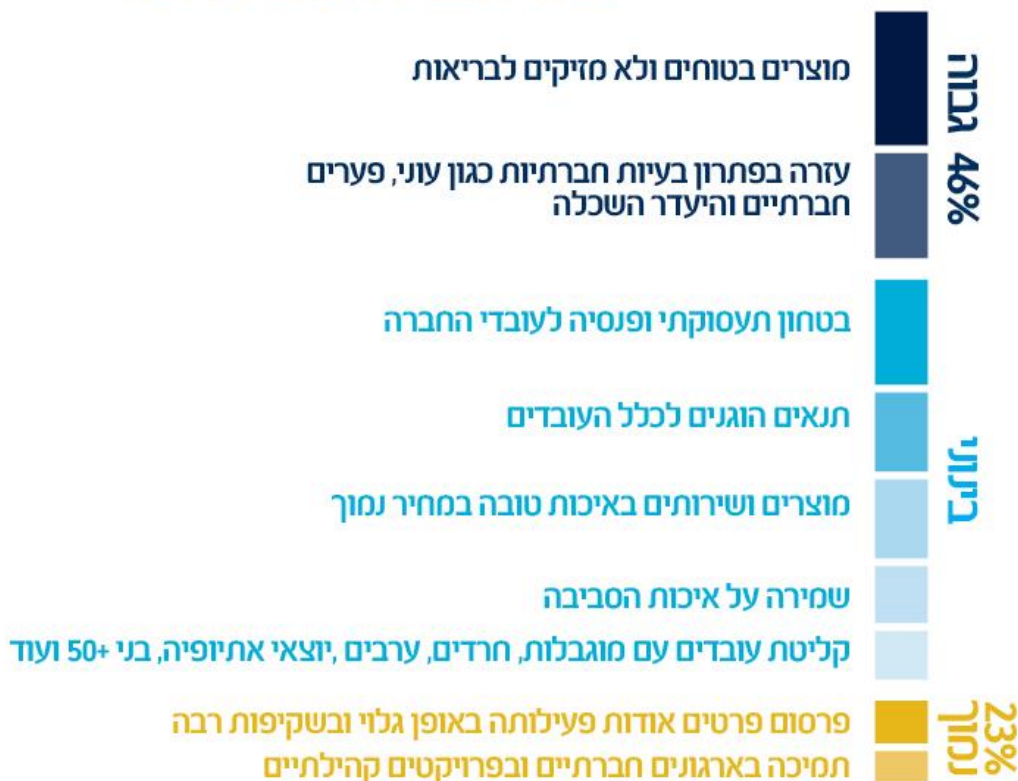 גבוה 46%
מוצרים בטוחים ולא מזיקים לבריאות
עזרה בפתרון בעיות חברתיות כגון עוני, פערים
חברתיים והיעדר השכלה
בינוני
בטחון תעסוקתי ופנסיה לעובדי החברה
תנאים הוגנים לכלל העובדים
מוצרים ושירותים באיכות טובה במחיר נמוך
שמירה על איכות הסביבה
קליטת עובדים עם מוגבלות, חרדים, ערבים ,יוצאי אתיופיה, בני 50+ ועוד
23%
נמוך
פרסום פרטים אודות פעילותה באופן גלוי ובשקיפות רבה
תמיכה בארגונים חברתיים ובפרויקטים קהילתיים